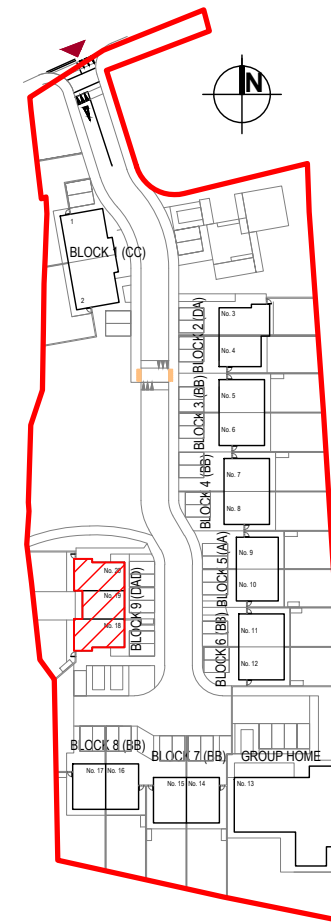 N
1
BLOCK 1 (CC)
2
BLOCK 2 (DA)
No. 3
No. 4
BLOCK 3 (BB)
No. 5
No. 6
BLOCK 4 (BB)
No. 7
No. 8
BLOCK 5 (AA)
No. 9
No. 10
BLOCK 6 (BB)
No. 11
No. 12
No. 20
No. 19
No. 18
BLOCK 9 (DAD)
BLOCK 8 (BB)
BLOCK 7 (BB)
GROUP HOME
No. 17
No. 16
No. 15
No. 14
No. 13